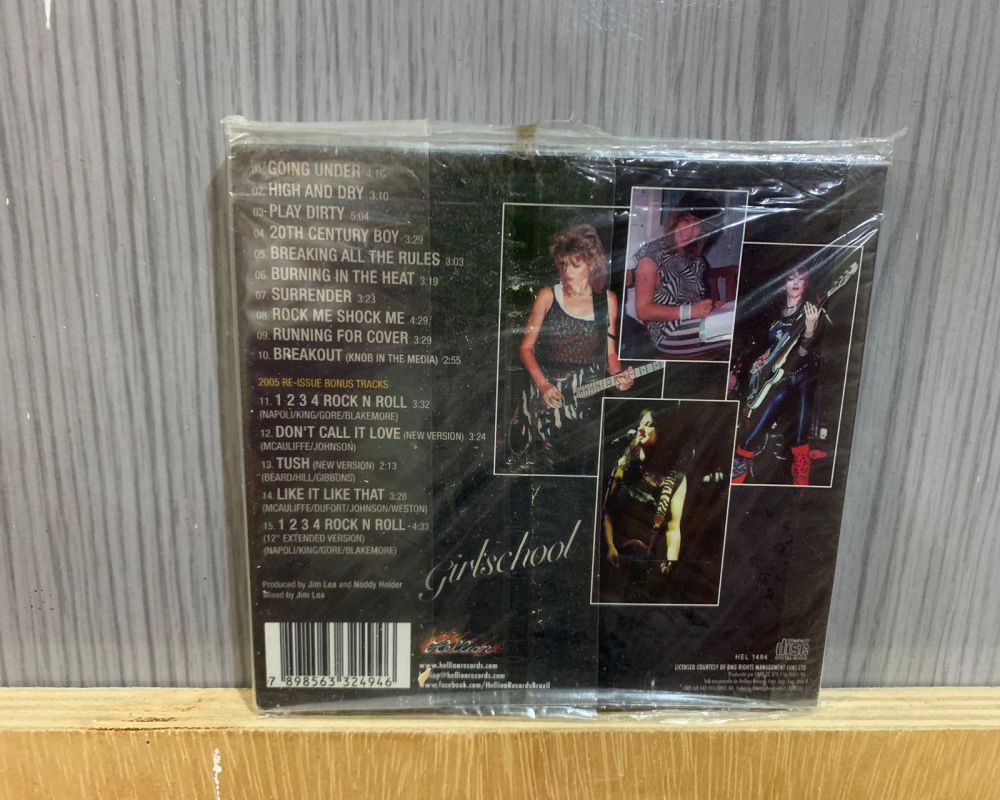 01. GOING UNDER 4:16
02. HIGH AND DRY 3:10
03. PLAY DIRTY 5:04
04. 20TH CENTURY BOY 3:29
05. BREAKING ALL THE RULES 3:03
06. BURNING IN THE HEAT 3:19
07. SURRENDER 3:23
08. ROCK ME SHOCK ME 4:29
09. RUNNING FOR COVER 3:29
10. BREAKOUT (KNOB IN THE MEDIA) 2:55
2005 RE-ISSUE BONUS TRACKS
11. 1 2 3 4 ROCK N ROLL 3:32
(NAPOLI/KING/GORE/BLAKEMORE)
12. DON'T CALL IT LOVE (NEW VERSION) 3:24
(MCAULIFFE/JOHNSON)
13. TUSH (NEW VERSION) 2:13
(BEARD/HILL/GIBBONS)
14. LIKE IT LIKE THAT 3:28
(MCAULIFFE/DUFORT/JOHNSON/WESTON)
15. 1 2 3 4 ROCK N ROLL 4:33
(12" EXTENDED VERSION)
(NAPOLI/KING/GORE/BLAKEMORE)
Produced by Jim Lea and Noddy Holder
Mixed by Jim Lea
Girlschool
7 898563 324946
Hellion
www.hellionrecords.com
@hellionrecords.com
www.facebook.com/HellionRecordsBrazil
HEL 1494
COMPACT
disc
DIGITAL AUDIO
LICENSED COURTESY OF BMG RIGHTS MANAGEMENT (UK) LTD